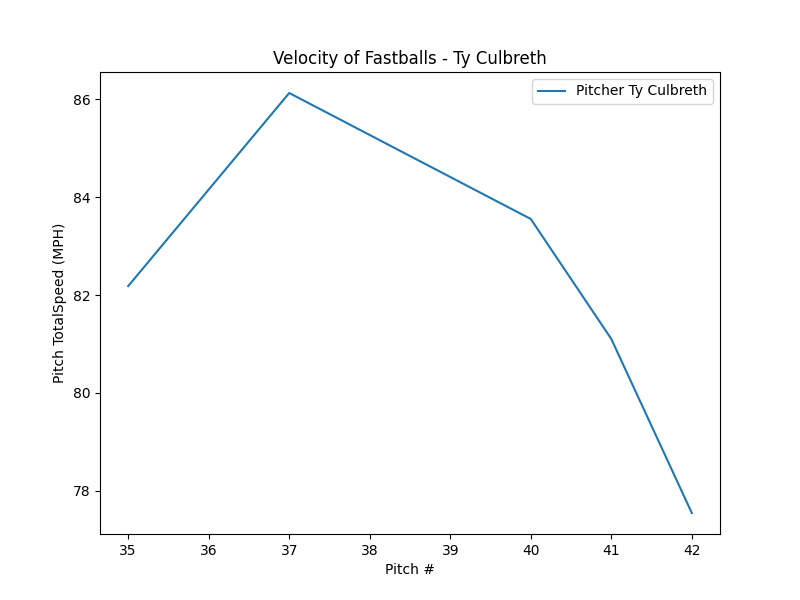 Velocity of Fastballs - Ty Culbreth
Pitcher Ty Culbreth
Pitch TotalSpeed (MPH)
86
84
82
80
78
35 36 37 38 39 40 41 42
Pitch #